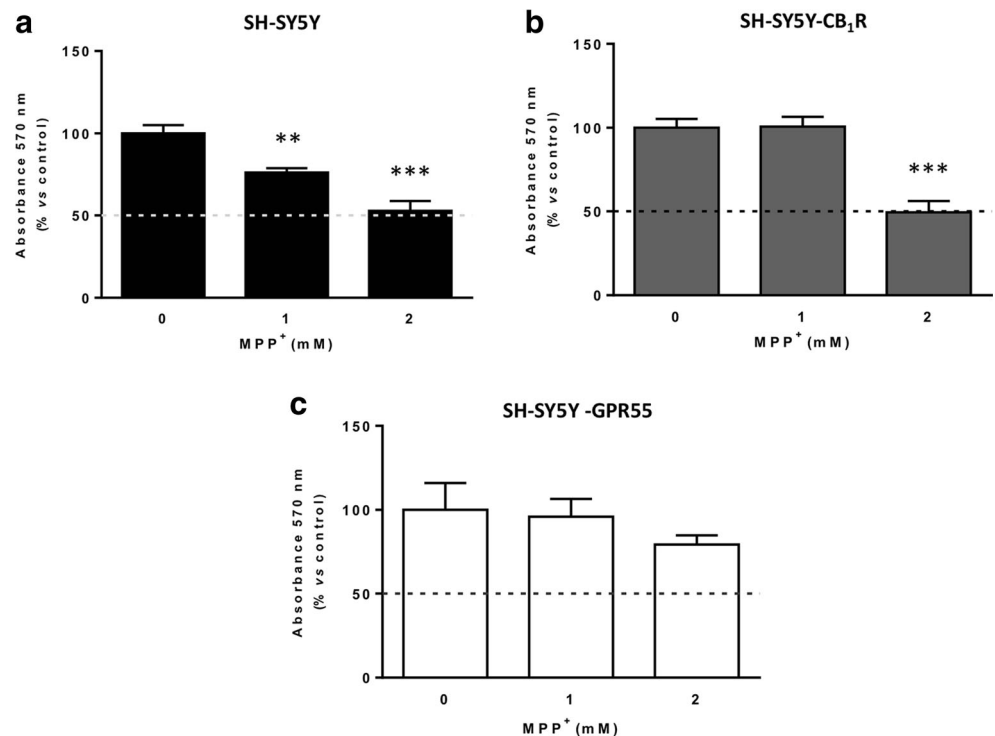 a
SH-SY5Y
Absorbance 570 nm
(% vs control)
150
100
50
0
**
***
0 1 2
MPP⁺ (mM)
b
SH-SY5Y-CB₁R
Absorbance 570 nm
(% vs control)
150
100
50
0
***
0 1 2
MPP⁺ (mM)
c
SH-SY5Y -GPR55
Absorbance 570 nm
(% vs control)
150
100
50
0
0 1 2
MPP⁺ (mM)